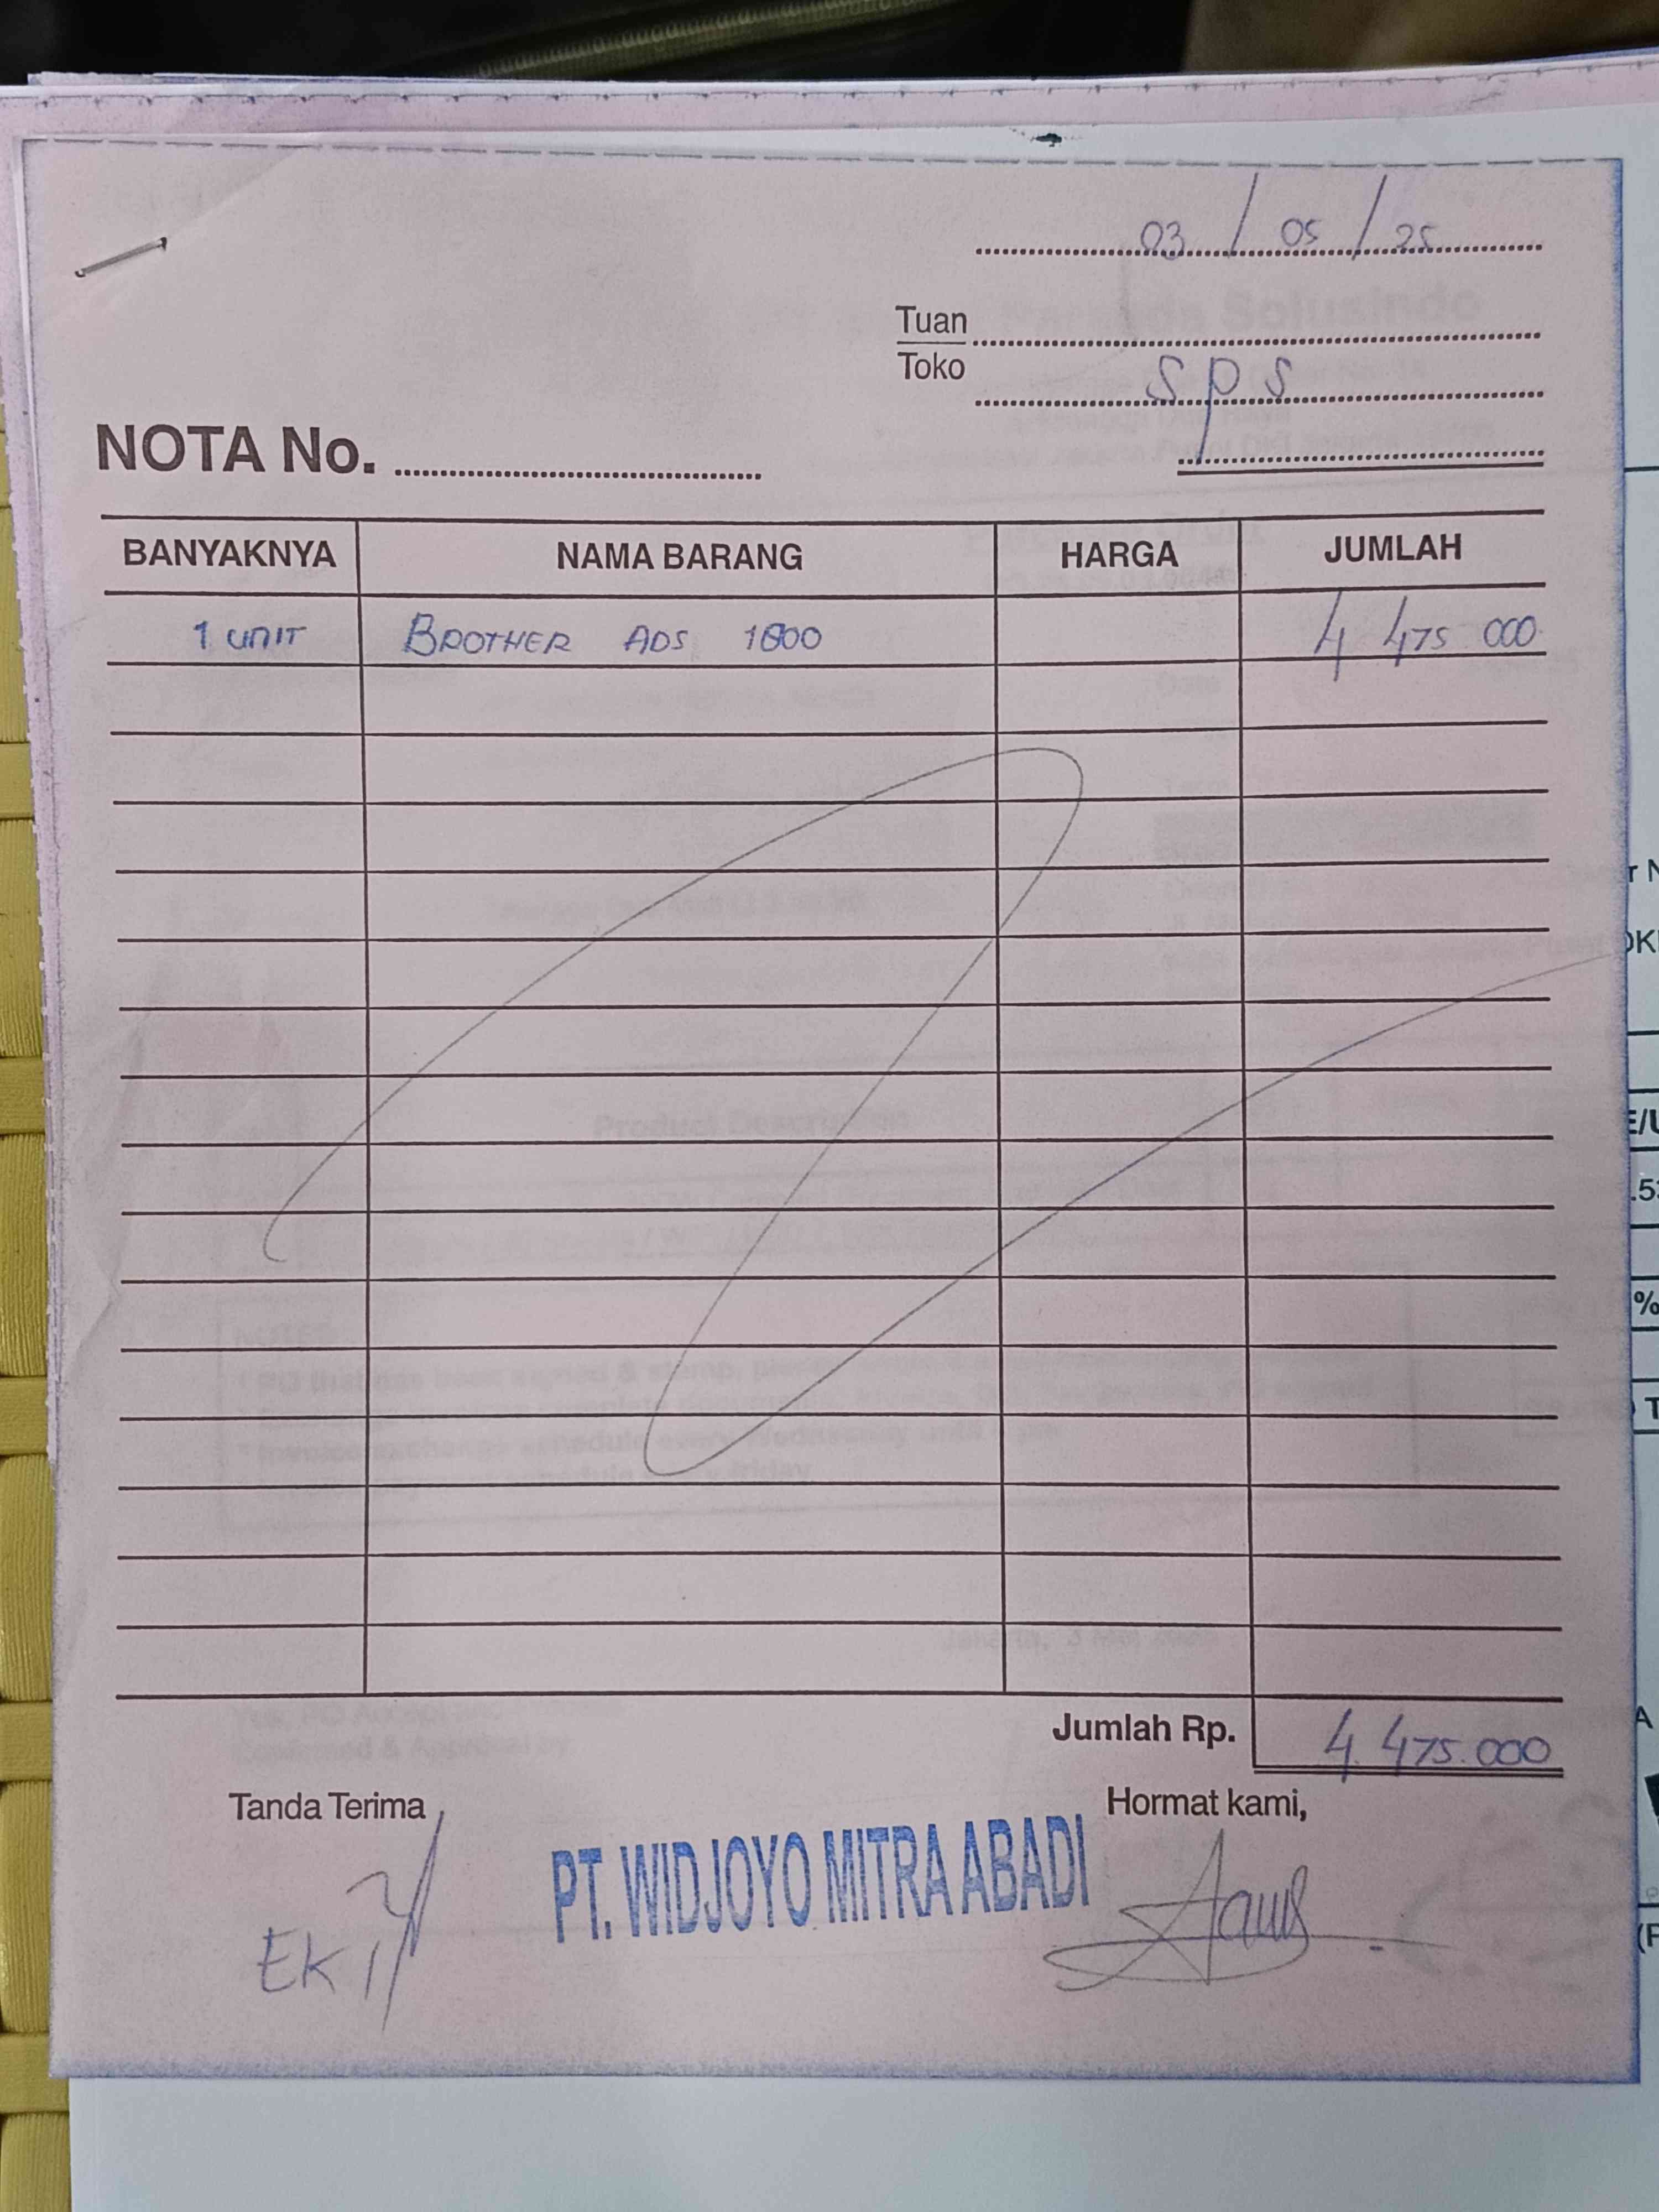 03 / 05 / 25
Tuan
Toko
SPS
NOTA No.
BANYAKNYA NAMA BARANG HARGA JUMLAH
1 UNIT BROTHER ADS 1800 4 475 000
Jumlah Rp. 4.475.000
Tanda Terima Hormat kami,
PT. WIDJOYO MITRA ABADI
EKI